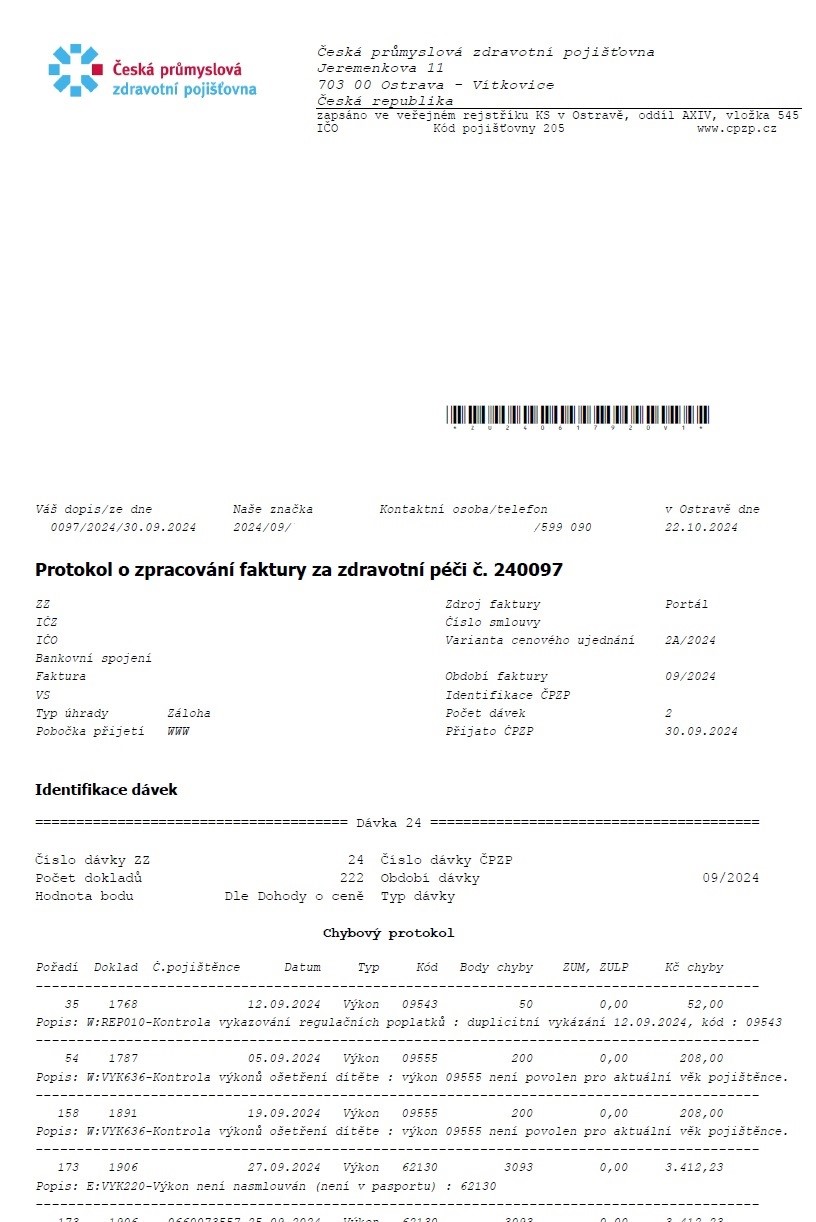 Česká průmyslová
zdravotní pojišťovna
Česká průmyslová zdravotní pojišťovna
Jeremenkova 11
703 00 Ostrava - Vítkovice
Česká republika
zapsáno ve veřejném rejstříku KS v Ostravě, oddíl AXIV, vložka 545
IČO Kód pojišťovny 205 www.cpzp.cz
Váš dopis/ze dne Naše značka Kontaktní osoba/telefon v Ostravě dne
0097/2024/30.09.2024 2024/09/ /599 090 22.10.2024
Protokol o zpracování faktury za zdravotní péči č. 240097
ZZ Zdroj faktury Portál
IČZ Číslo smlouvy
IČO Varianta cenového ujednání 2A/2024
Bankovní spojení
Faktura Období faktury 09/2024
VS Identifikace ČPZP
Typ úhrady Záloha Počet dávek 2
Pobočka přijetí WWW Přijato ČPZP 30.09.2024
Identifikace dávek
====================================== Dávka 24 ========================================
Číslo dávky ZZ 24 Číslo dávky ČPZP
Počet dokladů 222 Období dávky 09/2024
Hodnota bodu Dle Dohody o ceně Typ dávky
Chybový protokol
Pořadí Doklad Č.pojištěnce Datum Typ Kód Body chyby ZUM, ZULP Kč chyby
35 1768 12.09.2024 Výkon 09543 50 0,00 52,00
Popis: W:REP010-Kontrola vykazování regulačních poplatků : duplicitní vykázání 12.09.2024, kód : 09543
54 1787 05.09.2024 Výkon 09555 200 0,00 208,00
Popis: W:VYK636-Kontrola výkonů ošetření dítěte : výkon 09555 není povolen pro aktuální věk pojištěnce.
158 1891 19.09.2024 Výkon 09555 200 0,00 208,00
Popis: W:VYK636-Kontrola výkonů ošetření dítěte : výkon 09555 není povolen pro aktuální věk pojištěnce.
173 1906 27.09.2024 Výkon 62130 3093 0,00 3.412,23
Popis: E:VYK220-Výkon není nasmlouván (není v pasportu) : 62130